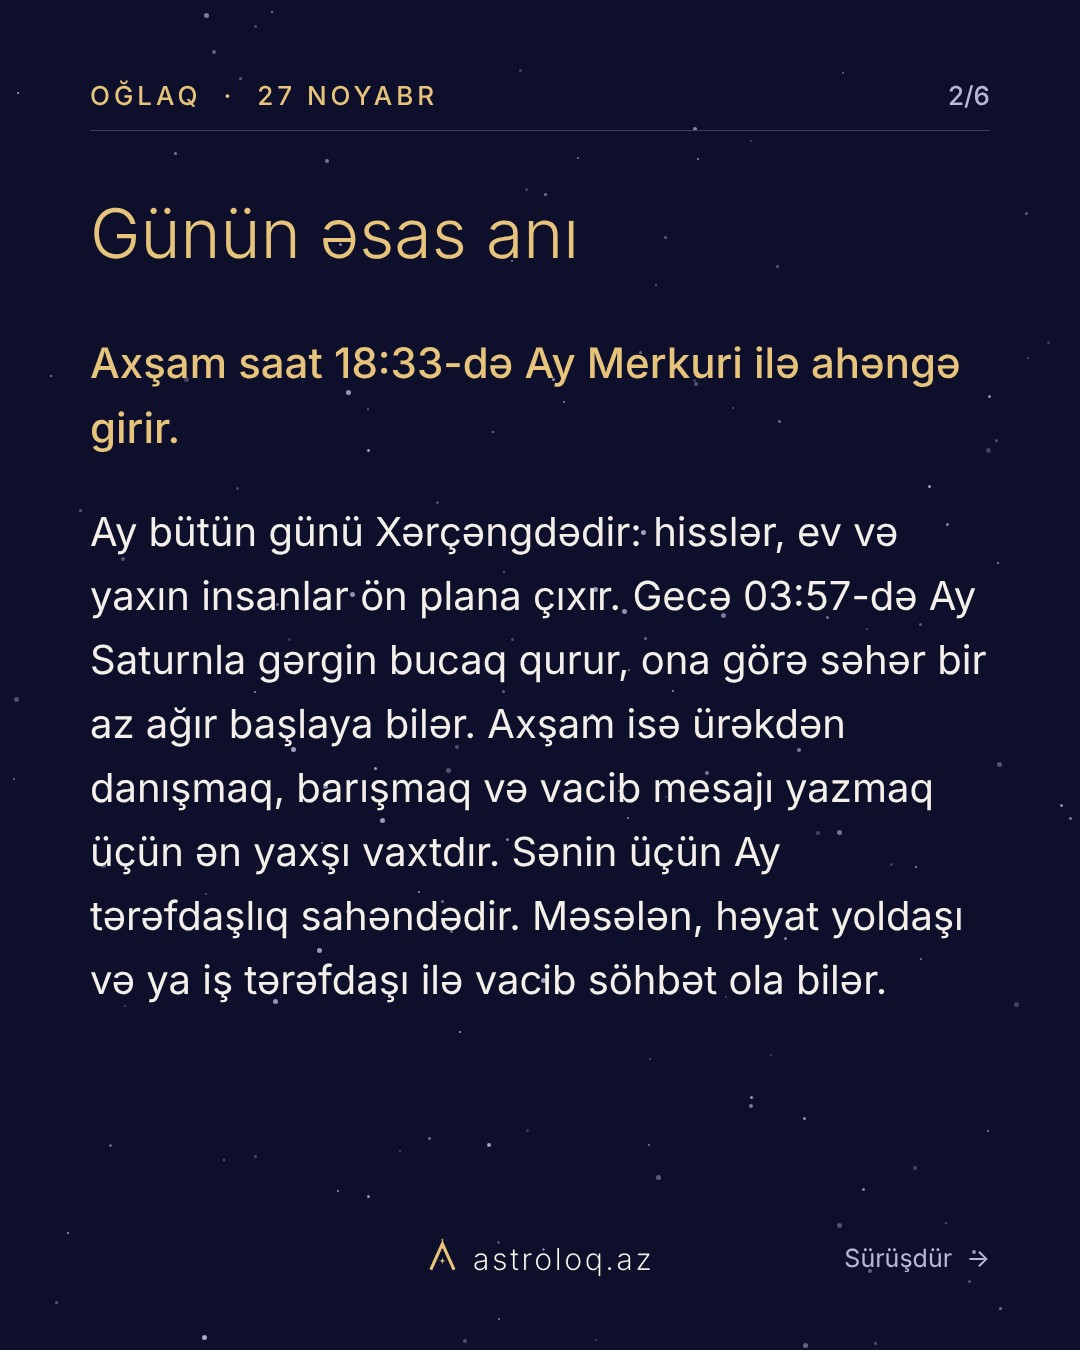 OĞLAQ · 27 NOYABR
2/6
Günün əsas anı
Axşam saat 18:33-də Ay Merkuri ilə ahəngə
girir.
Ay bütün günü Xərçəngdədir: hisslər, ev və
yaxın insanlar ön plana çıxır. Gecə 03:57-də Ay
Saturnla gərgin bucaq qurur, ona görə səhər bir
az ağır başlaya bilər. Axşam isə ürəkdən
danışmaq, barışmaq və vacib mesajı yazmaq
üçün ən yaxşı vaxtdır. Sənin üçün Ay
tərəfdaşlıq sahəndədir. Məsələn, həyat yoldaşı
və ya iş tərəfdaşı ilə vacib söhbət ola bilər.
astroloq.az
Sürüşdür →